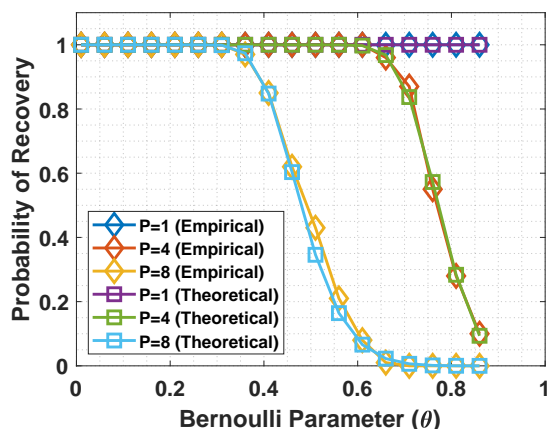 Probability of Recovery
1
0.8
0.6
0.4
0.2
0
P=1 (Empirical)
P=4 (Empirical)
P=8 (Empirical)
P=1 (Theoretical)
P=4 (Theoretical)
P=8 (Theoretical)
0 0.2 0.4 0.6 0.8 1
Bernoulli Parameter (θ)